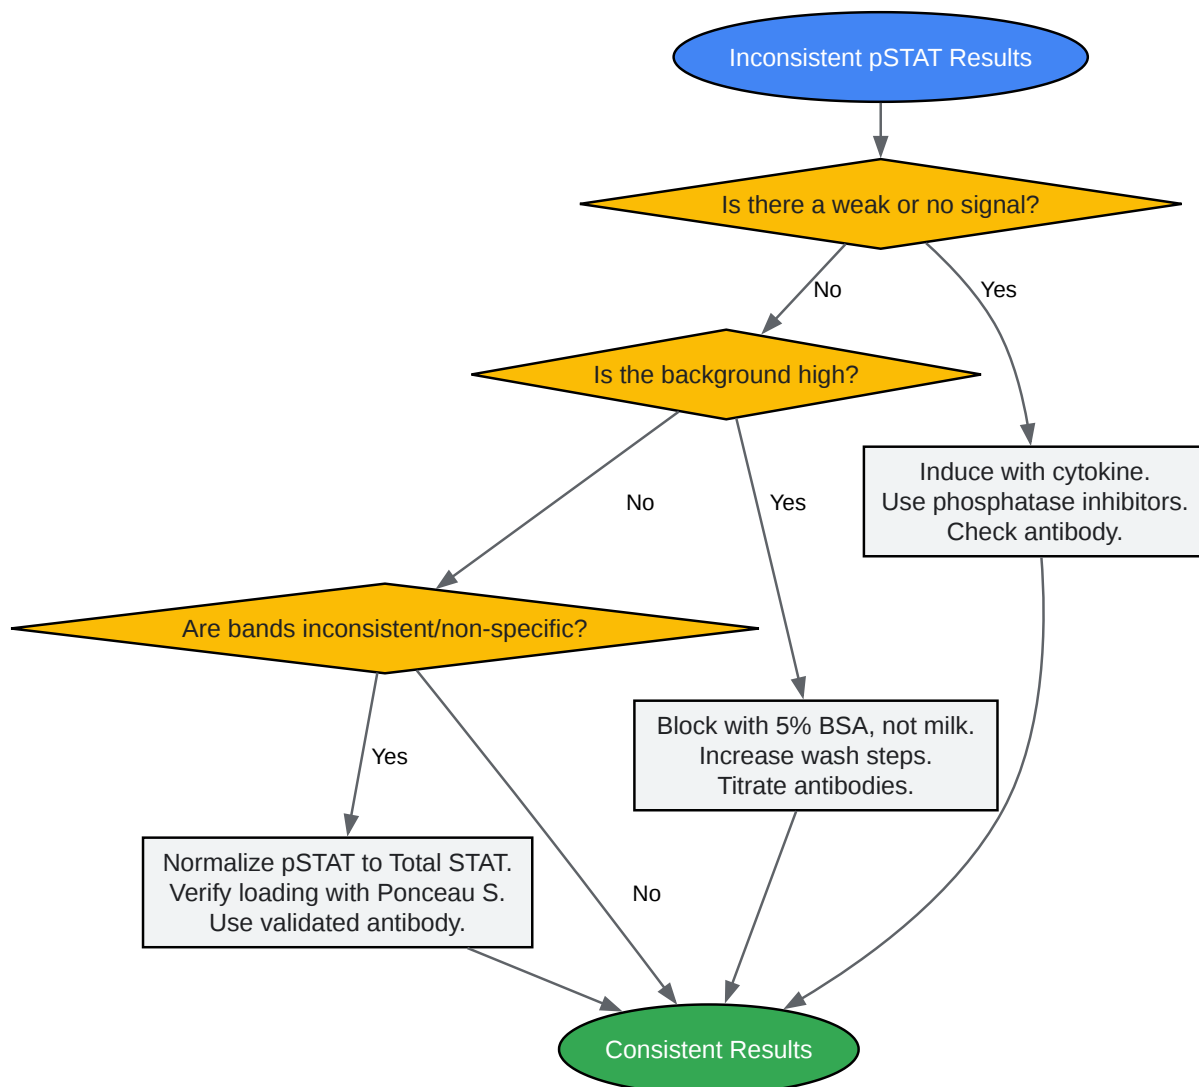 Inconsistent pSTAT Results
Is there a weak or no signal?
No
Yes
Is the background high?
Induce with cytokine.
Use phosphatase inhibitors.
Check antibody.
No
Yes
Are bands inconsistent/non-specific?
Block with 5% BSA, not milk.
Increase wash steps.
Titrate antibodies.
Yes
Normalize pSTAT to Total STAT.
Verify loading with Ponceau S.
Use validated antibody.
No
Consistent Results